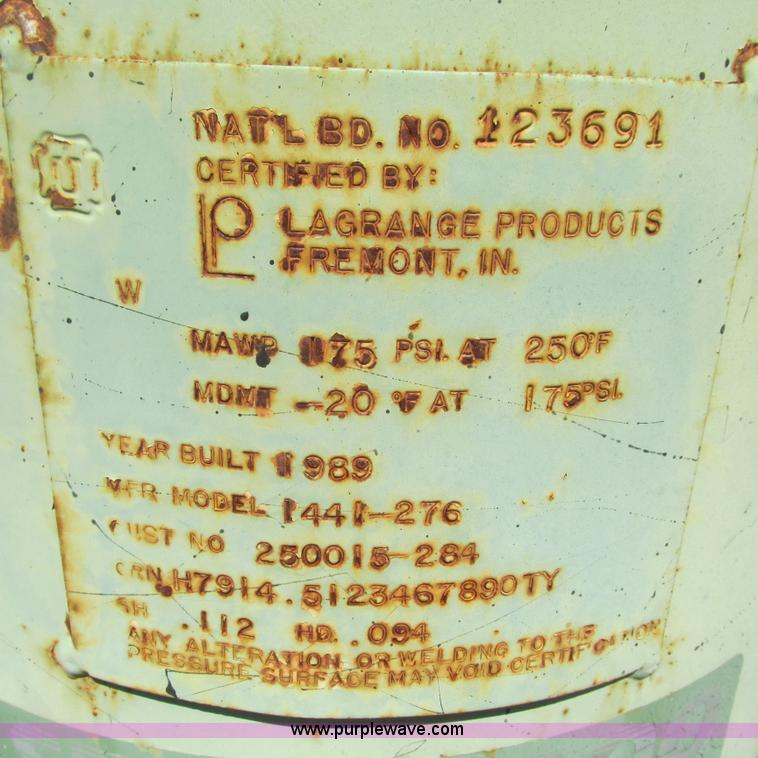 NAT'L BD. NO. 123691
U
CERTIFIED BY:
LP LAGRANGE PRODUCTS
FREMONT, IN.
W
MAWP 175 PSI. AT 250°F
MDMT -20 °F AT 175 PSI.
YEAR BUILT 1989
MFR MODEL 1441-276
CUST NO 250015-284
CRN H7914.5123467890TY
SH .112 HD. .094
ANY ALTERATION OR WELDING TO THE
PRESSURE SURFACE MAY VOID CERTIFICATION
www.purplewave.com